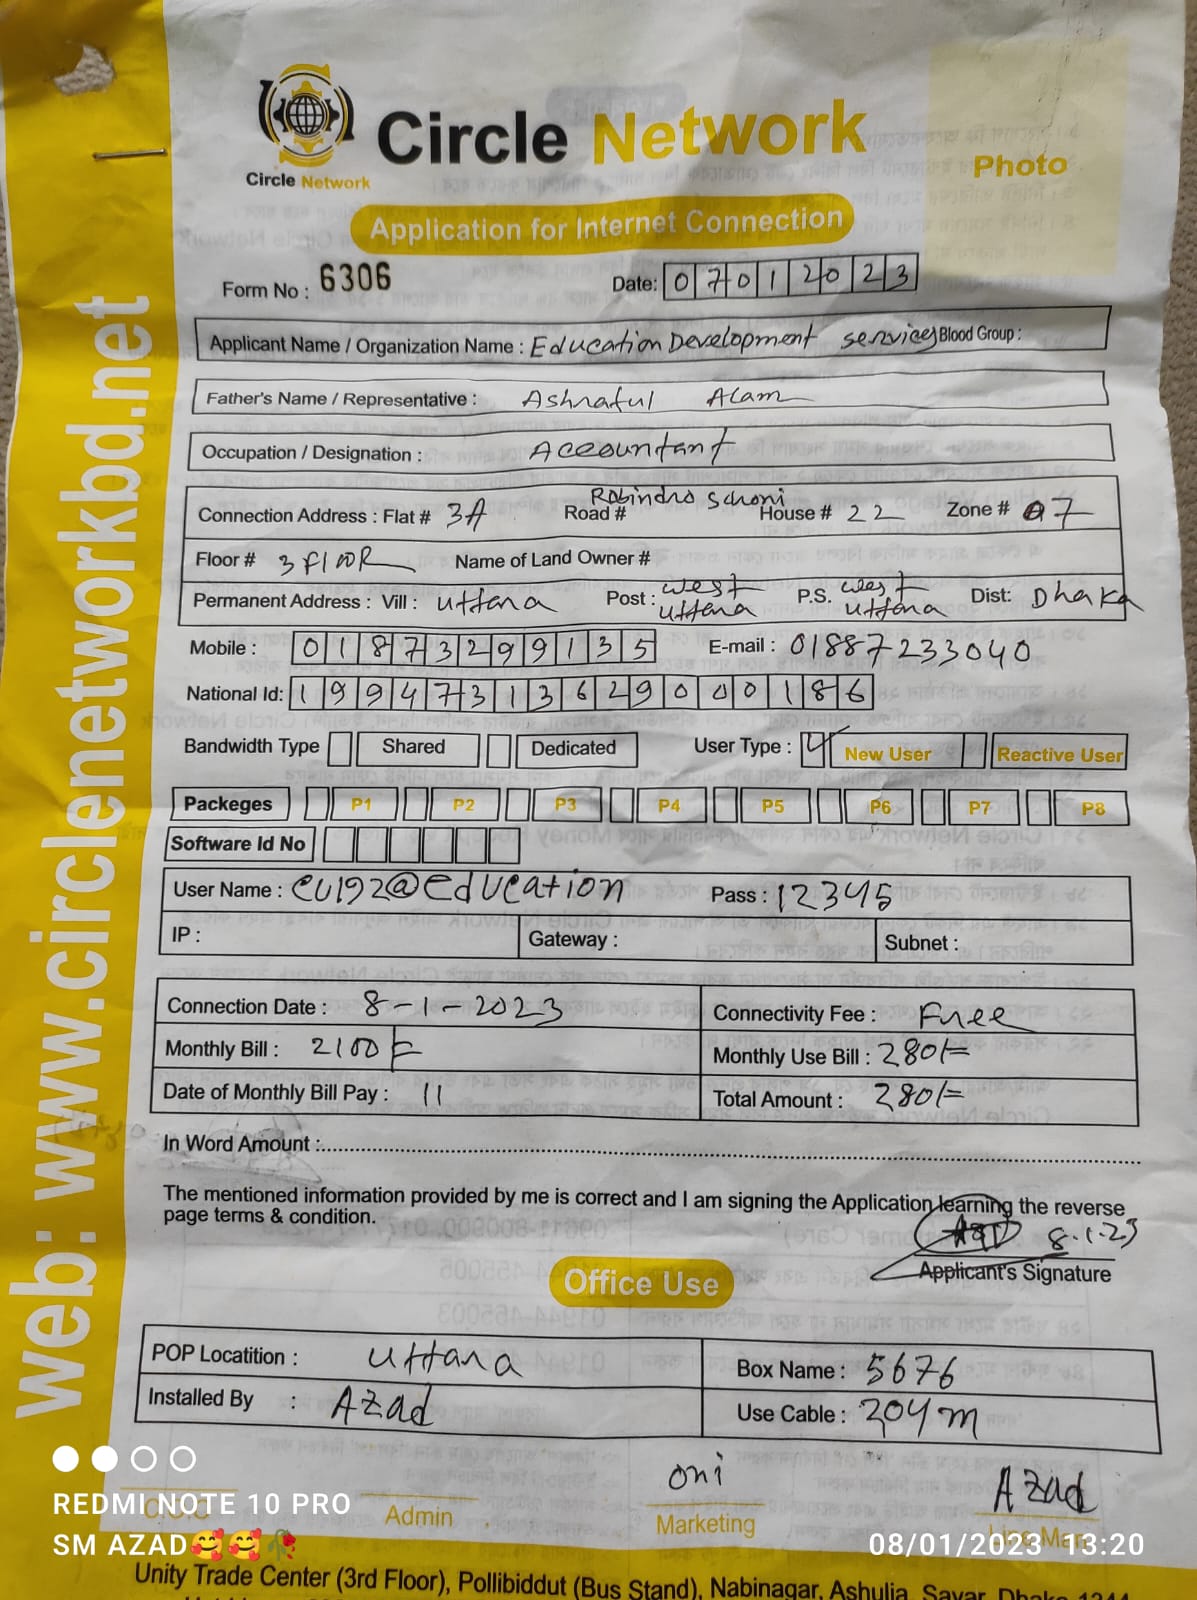 Circle Network
Circle Network
Photo
Application for Internet Connection
Form No : 6306 Date: 07012023
Applicant Name / Organization Name : Education Development services Blood Group :
Father's Name / Representative : Ashraful Alam
Occupation / Designation : Accountant
Connection Address : Flat # 3A Road # Robindro Schoni House # 22 Zone # 07
Floor # 3 flooR Name of Land Owner #
Permanent Address : Vill : uttara Post : west uttara P.S. west uttara Dist: Dhaka
Mobile : 01873299135 E-mail : 01887233040
National Id: 19947313629000186
Bandwidth Type Shared Dedicated User Type : New User Reactive User
Packeges P1 P2 P3 P4 P5 P6 P7 P8
Software Id No
User Name : CU192@education Pass : 12345
IP : Gateway : Subnet :
Connection Date : 8-1-2023 Connectivity Fee : Free
Monthly Bill : 2100 Monthly Use Bill : 280/=
Date of Monthly Bill Pay : 11 Total Amount : 280/=
In Word Amount :
The mentioned information provided by me is correct and I am signing the Application learning the reverse
page terms & condition.
8.1.23
Applicant's Signature
Office Use
POP Locatition : uttara Box Name : 5676
Installed By : Azad Use Cable : 204m
oni Azad
Admin Marketing Line Man
REDMI NOTE 10 PRO
SM AZAD🥰🥰🥀 08/01/2023 13:20
Unity Trade Center (3rd Floor), Pollibiddut (Bus Stand), Nabinagar, Ashulia, Savar, Dhaka 1344
web: www.circlenetworkbd.net